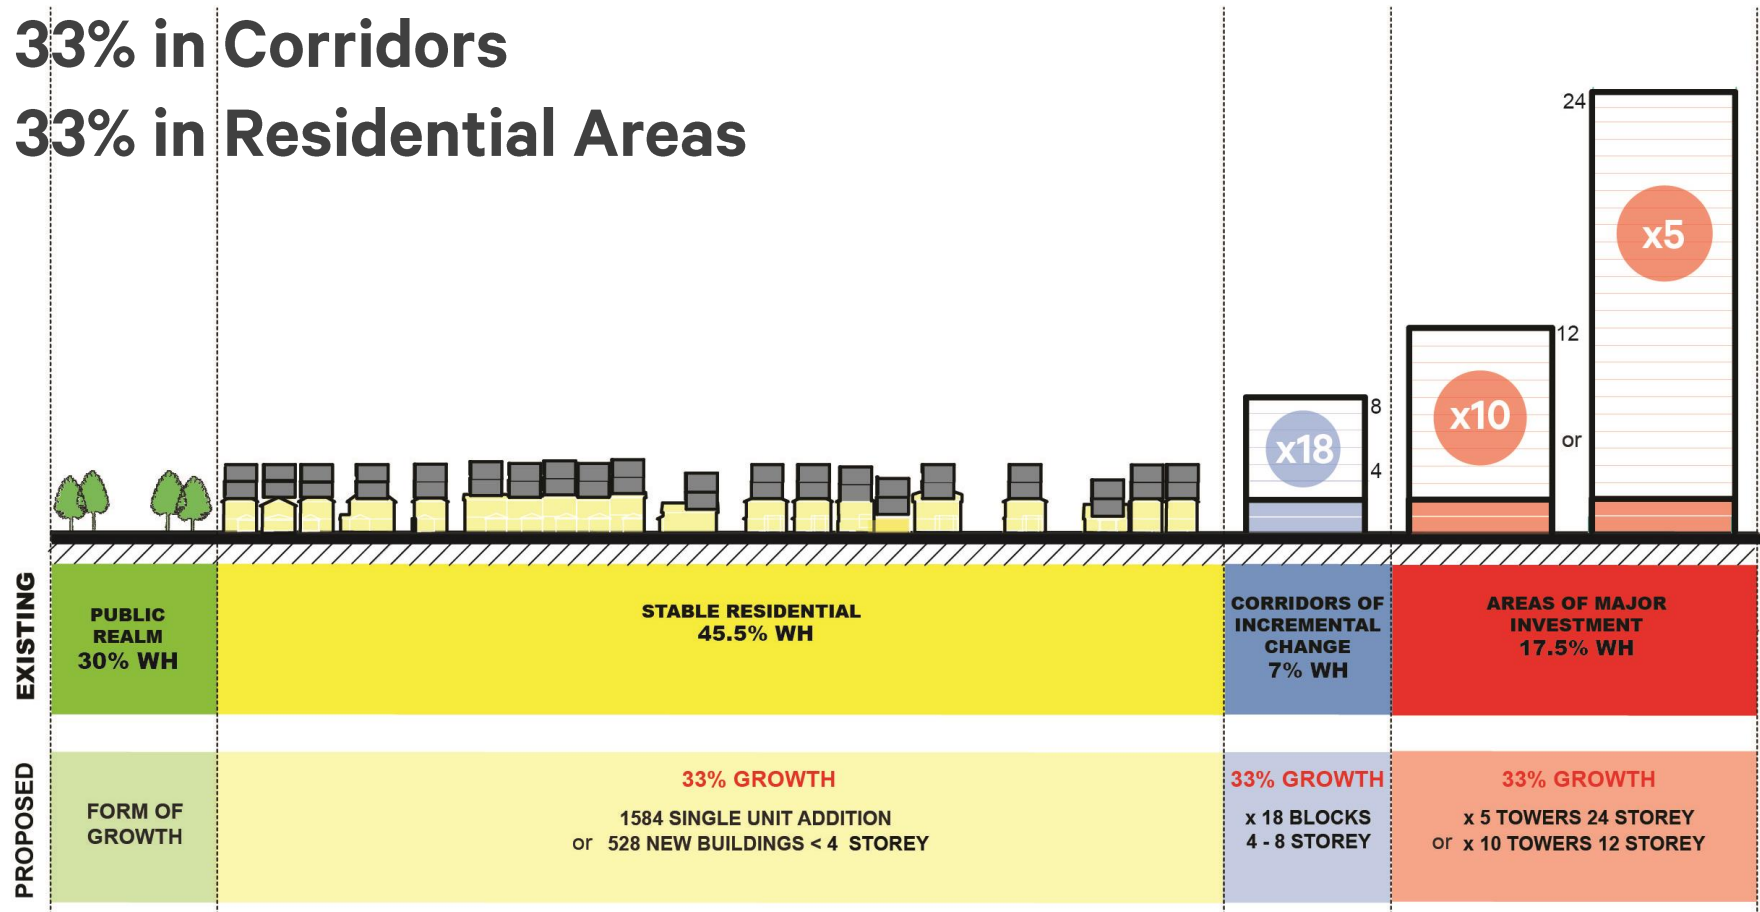 33% in Corridors
33% in Residential Areas
24
x5
12
x10
or
8
x18
4
EXISTING
PUBLIC
REALM
30% WH
STABLE RESIDENTIAL
45.5% WH
CORRIDORS OF
INCREMENTAL
CHANGE
7% WH
AREAS OF MAJOR
INVESTMENT
17.5% WH
PROPOSED
FORM OF
GROWTH
33% GROWTH
1584 SINGLE UNIT ADDITION
or 528 NEW BUILDINGS < 4 STOREY
33% GROWTH
x 18 BLOCKS
4 - 8 STOREY
33% GROWTH
x 5 TOWERS 24 STOREY
or x 10 TOWERS 12 STOREY